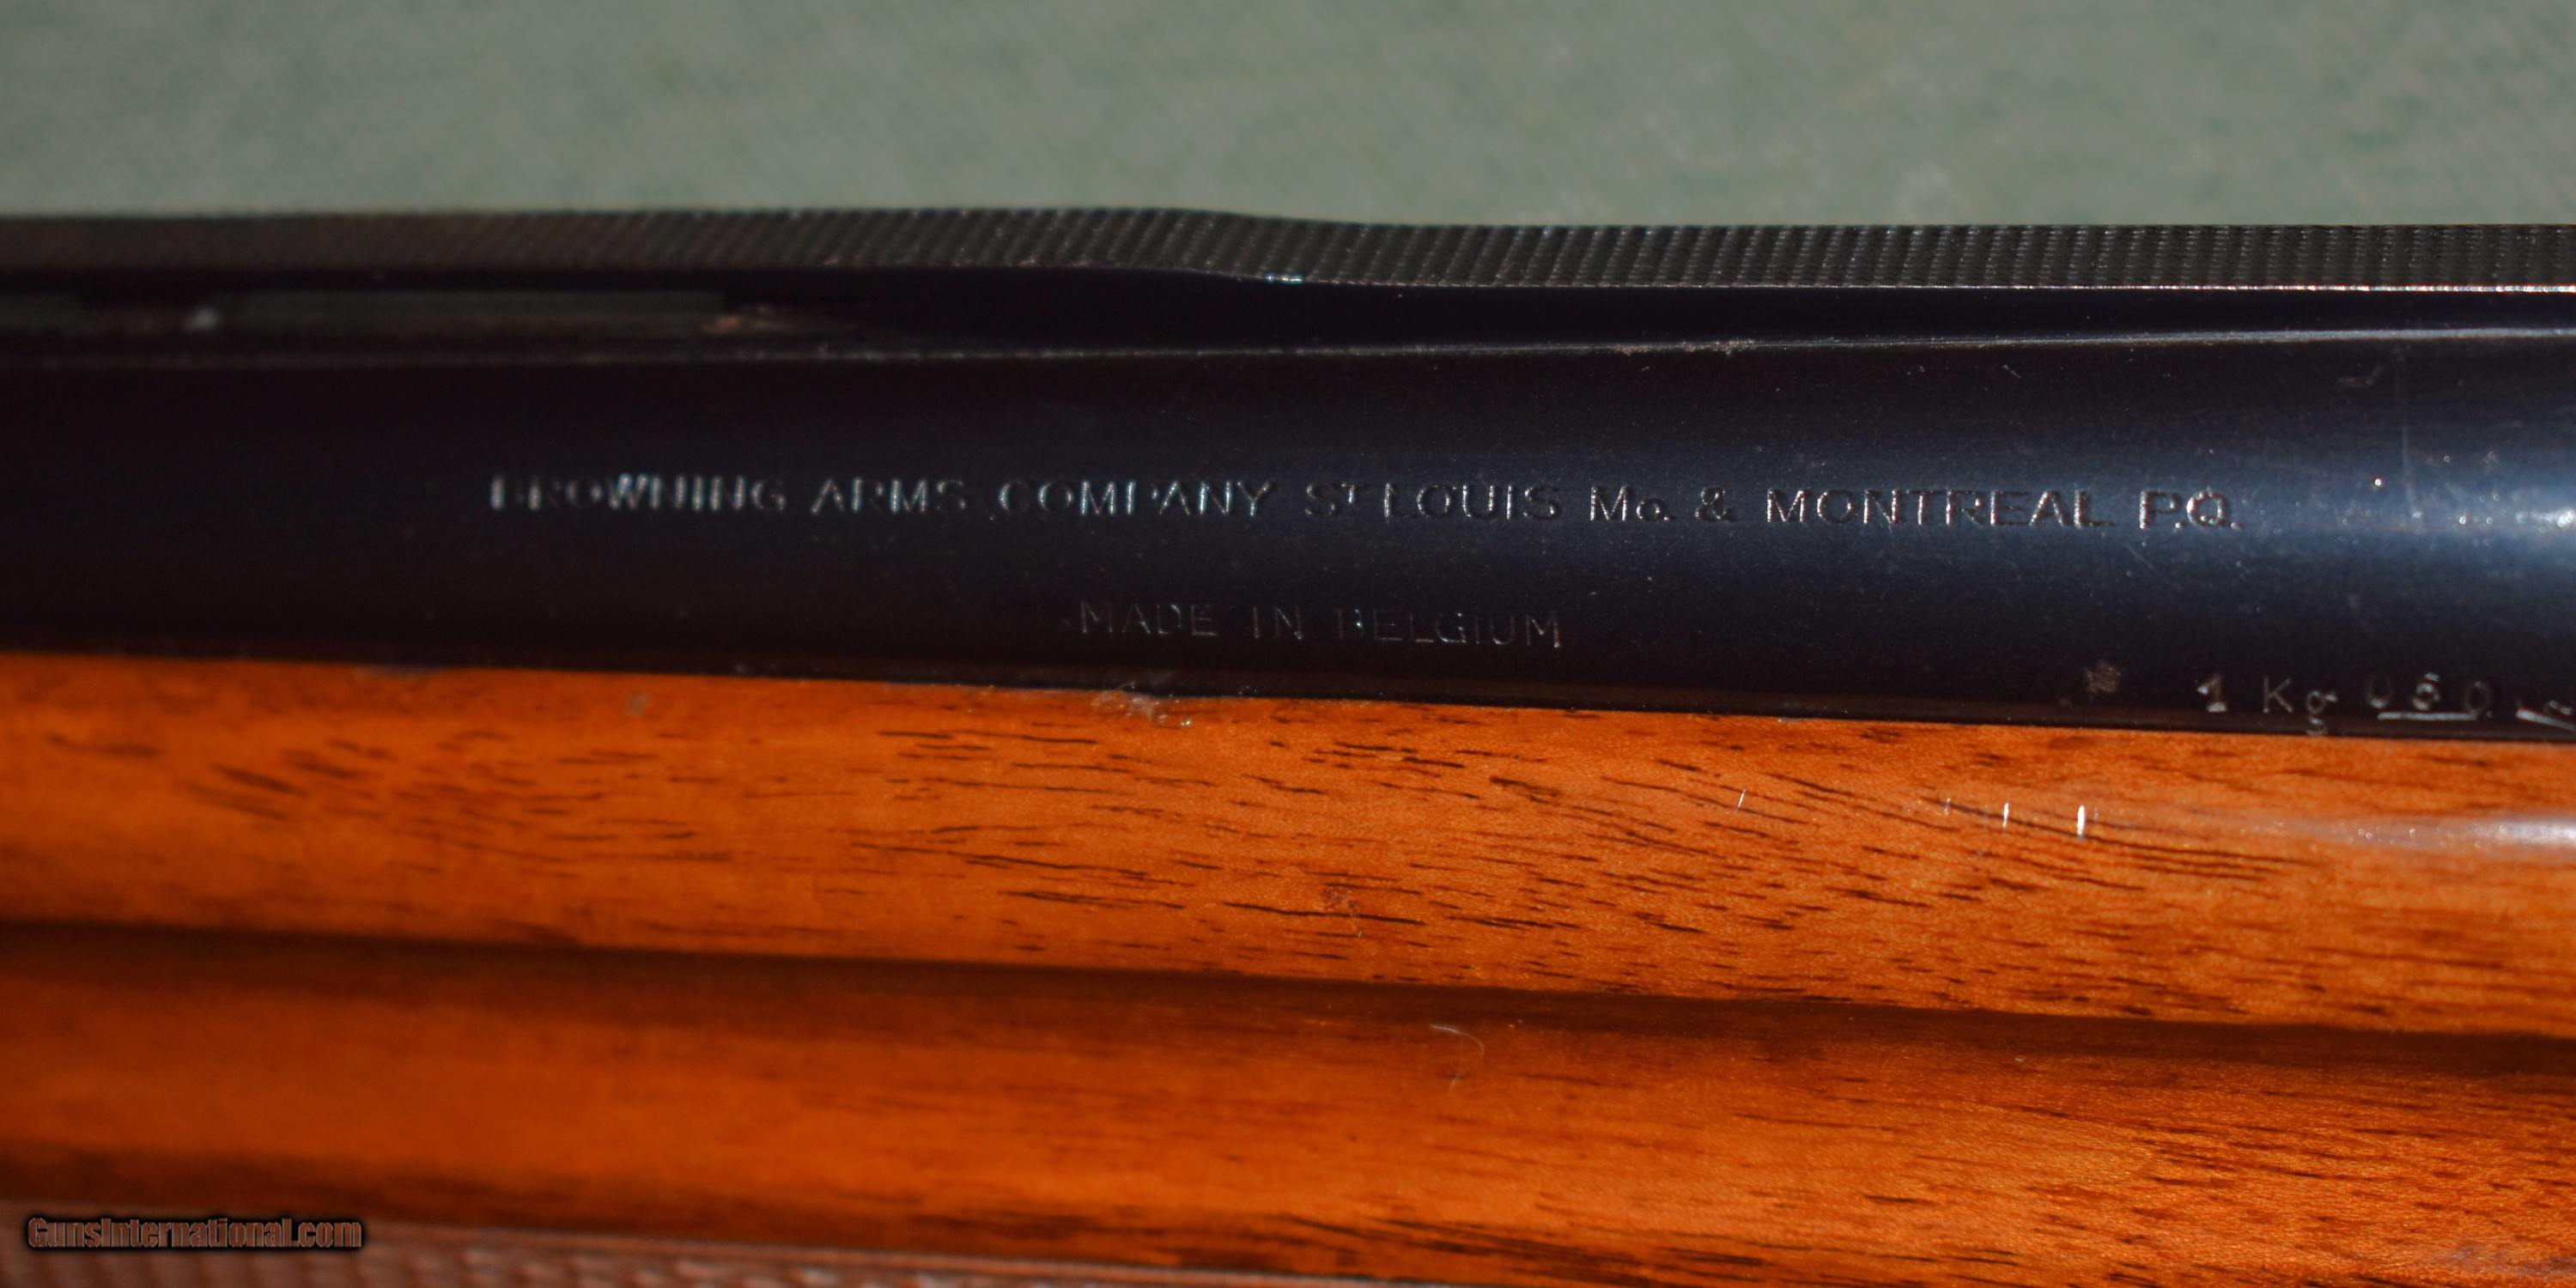 BROWNING ARMS COMPANY ST LOUIS Mo. & MONTREAL P.Q.
MADE IN BELGIUM
1 Kg 050
GunsInternational.com